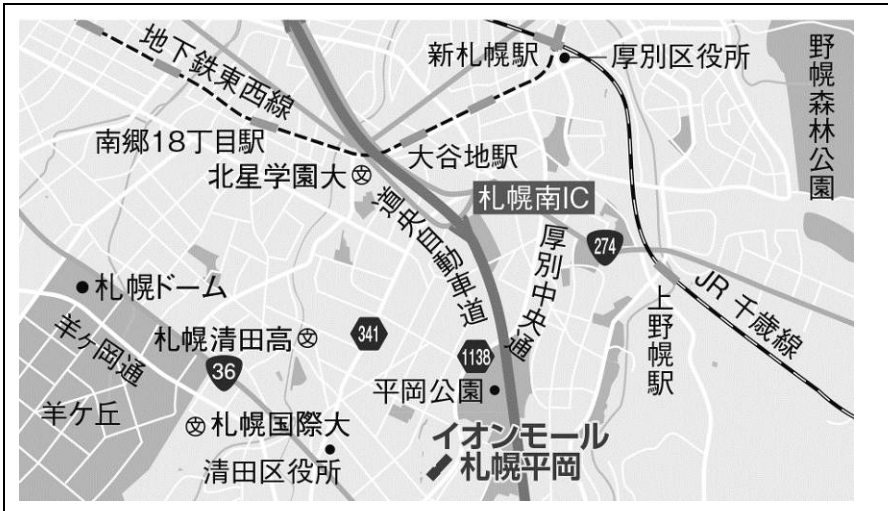 地下鉄東西線
新札幌駅
厚別区役所
野幌森林公園
南郷18丁目駅
大谷地駅
北星学園大
札幌南IC
道央自動車道
厚別中央通
274
札幌ドーム
上野幌駅
JR 千歳線
羊ヶ岡通
札幌清田高
341
36
1138
平岡公園
羊ケ丘
札幌国際大
清田区役所
イオンモール
札幌平岡